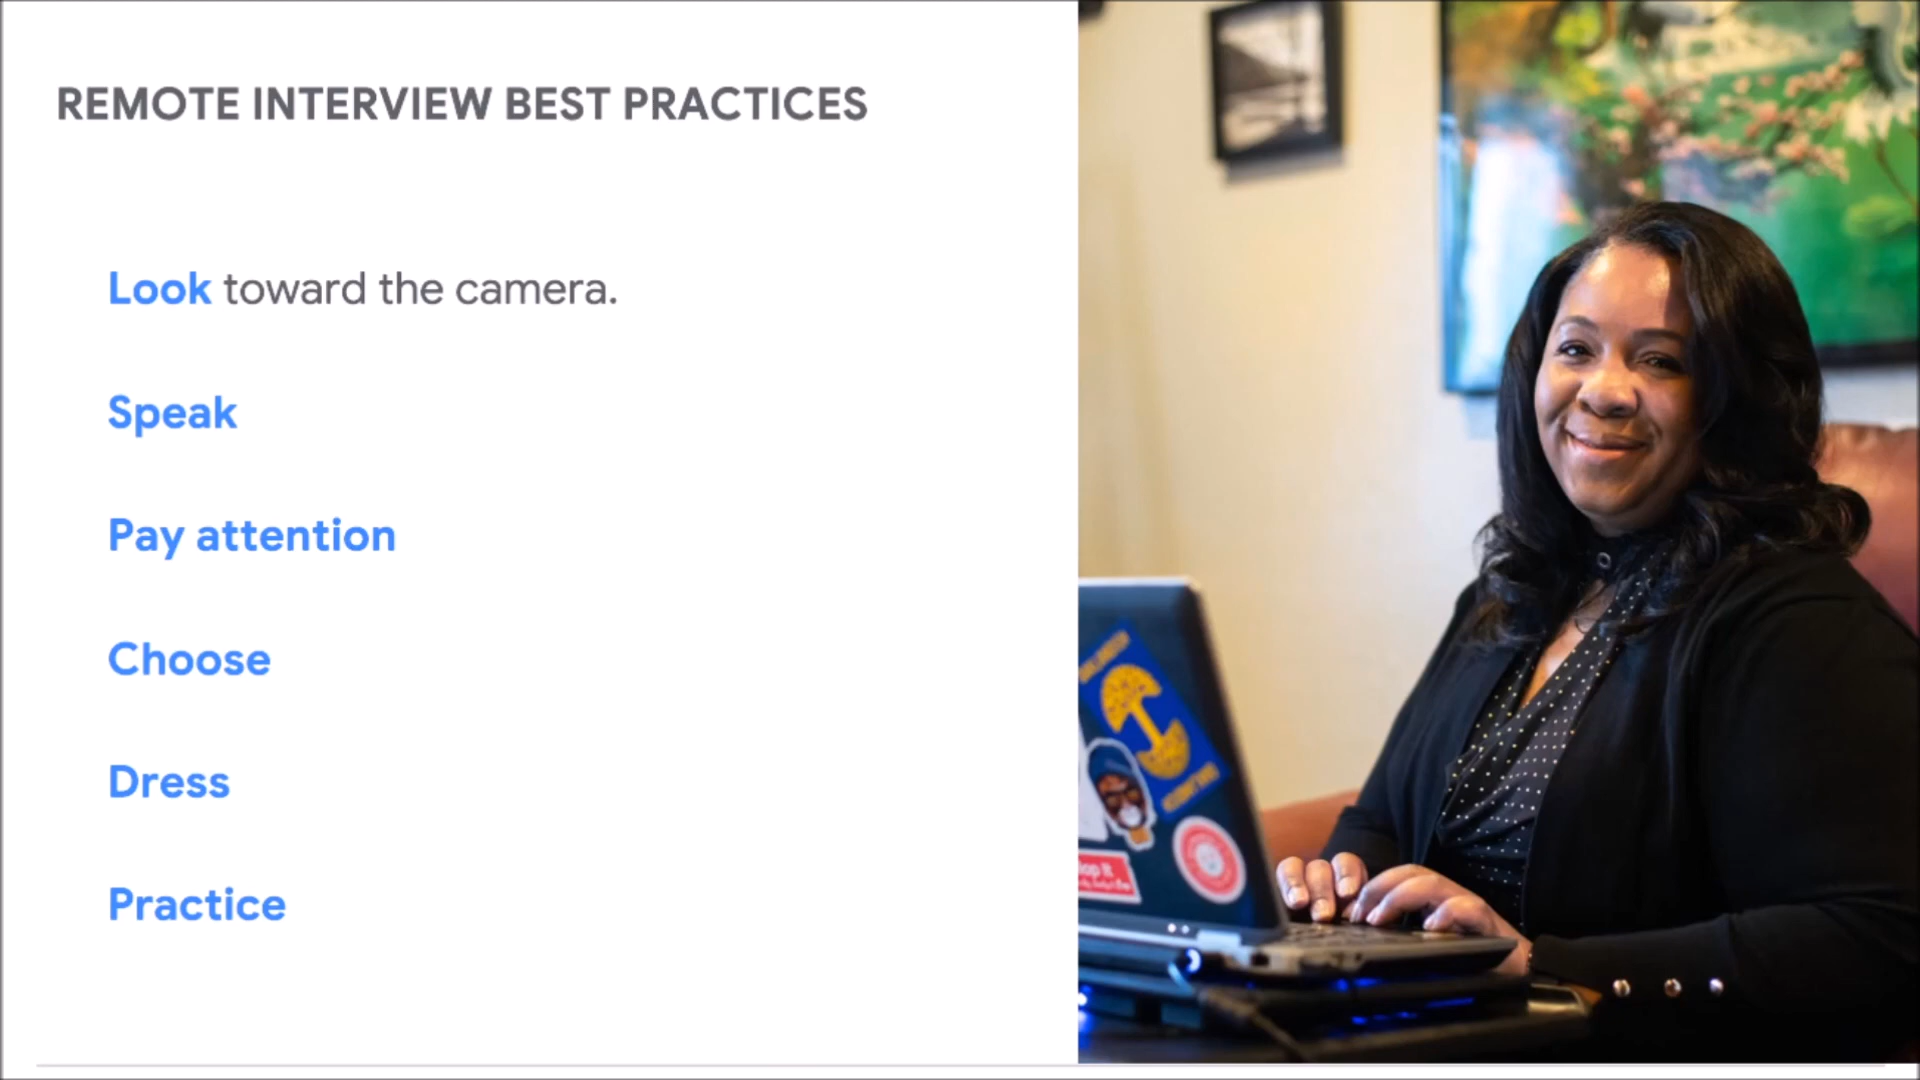 REMOTE INTERVIEW BEST PRACTICES
Look toward the camera.
Speak
Pay attention
Choose
Dress
Practice